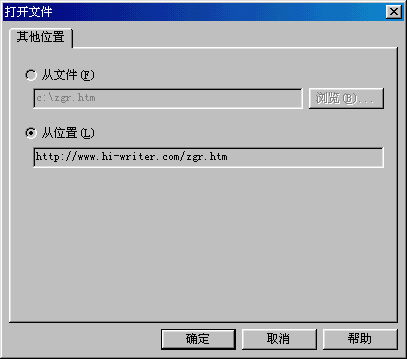 打开文件
其他位置
从文件(F)
c:\zgr.htm
浏览(B)...
从位置(L)
http://www.hi-writer.com/zgr.htm
确定
取消
帮助